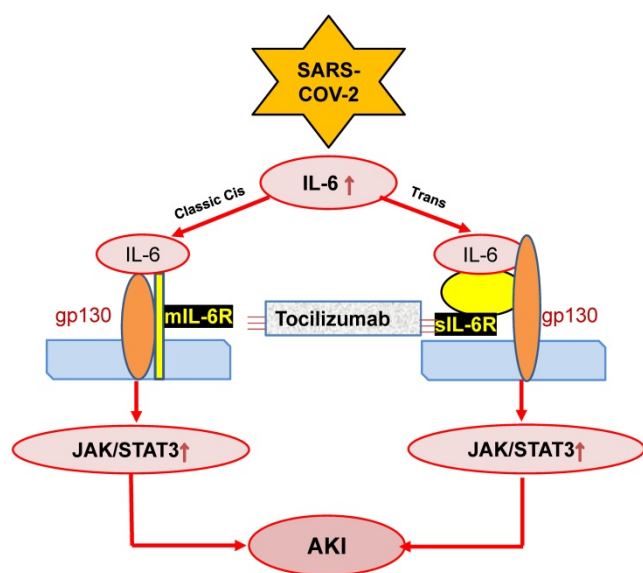 SARS-
COV-2
IL-6 ↑
Classic Cis
Trans
IL-6
IL-6
gp130
mIL-6R
Tocilizumab
sIL-6R
gp130
JAK/STAT3↑
JAK/STAT3↑
AKI